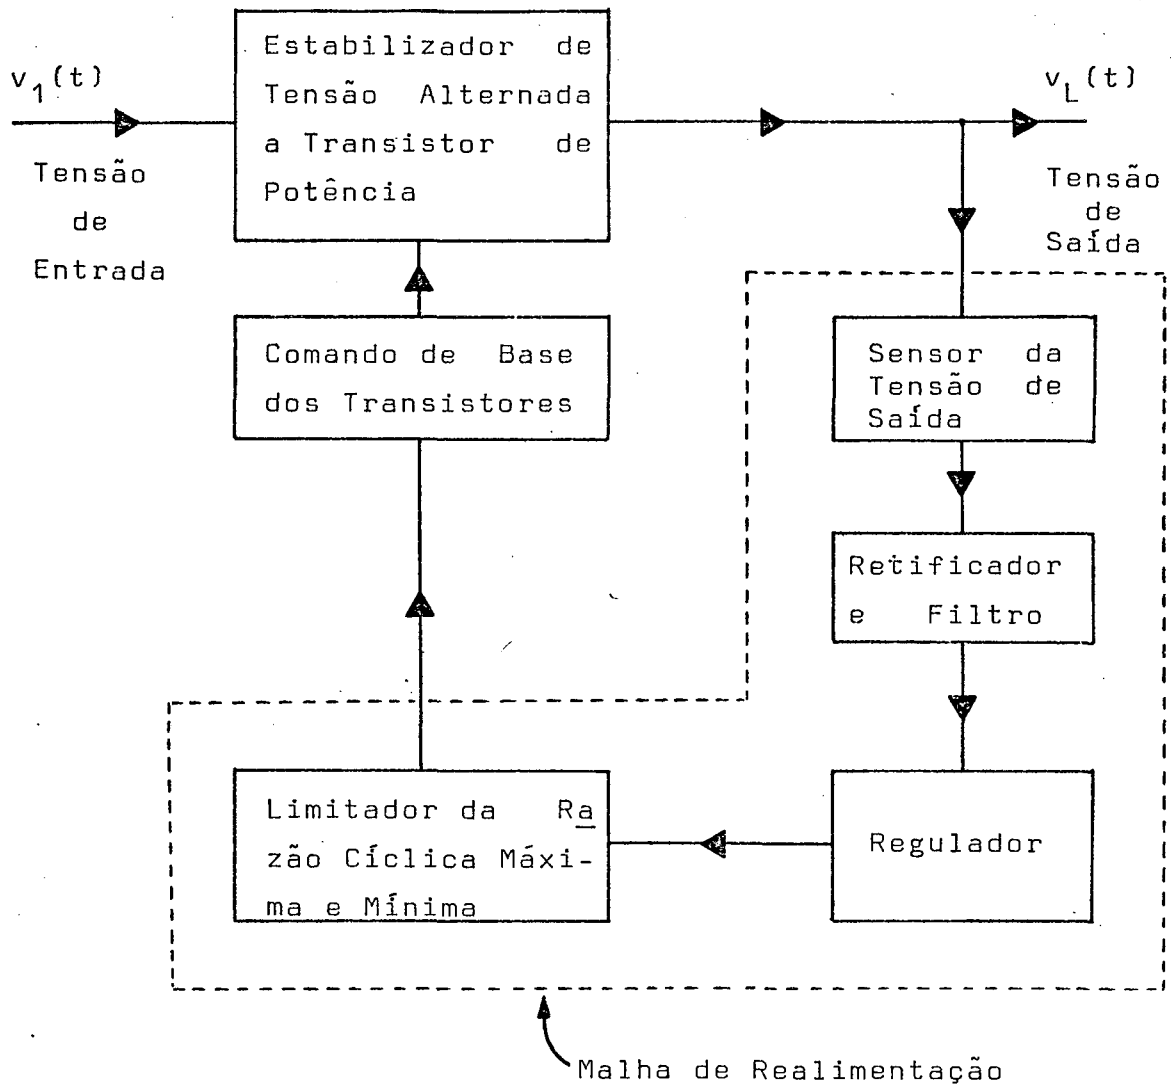 v1(t)
Tensão
de
Entrada
Estabilizador de
Tensão Alternada
a Transistor de
Potência
vL(t)
Tensão
de
Saída
Comando de Base
dos Transistores
Sensor da
Tensão de
Saída
Retificador
e Filtro
Regulador
Limitador da Ra
zão Cíclica Máxi-
ma e Mínima
Malha de Realimentação